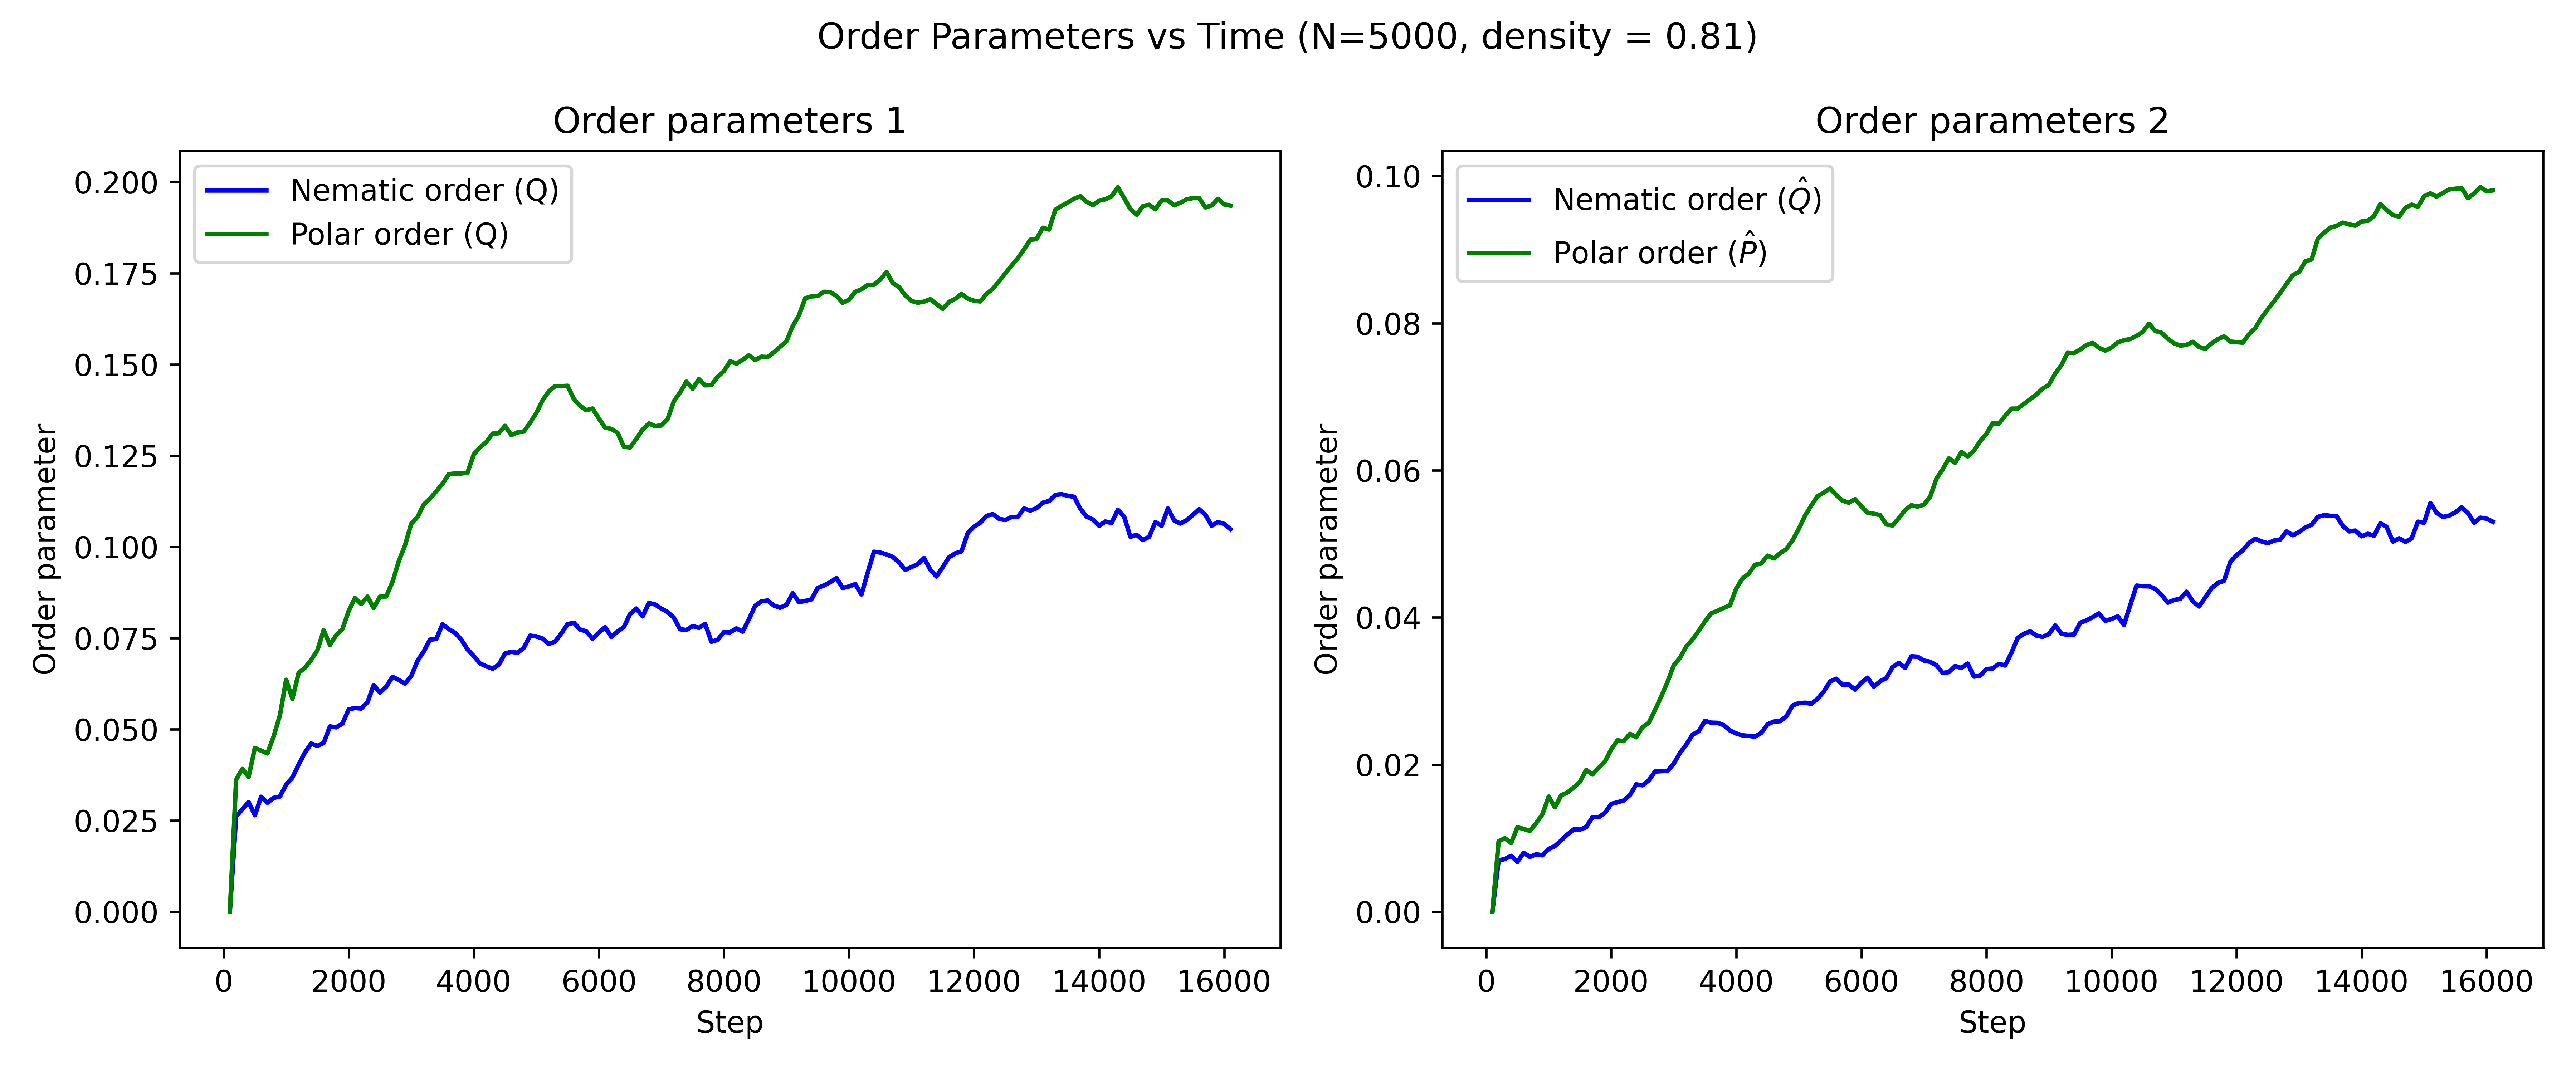 Order Parameters vs Time (N=5000, density = 0.81)
Order parameters 1
Nematic order (Q)
Polar order (Q)
Order parameter
0.200
0.175
0.150
0.125
0.100
0.075
0.050
0.025
0.000
0 2000 4000 6000 8000 10000 12000 14000 16000
Step
Order parameters 2
Nematic order (Q̂)
Polar order (P̂)
Order parameter
0.10
0.08
0.06
0.04
0.02
0.00
0 2000 4000 6000 8000 10000 12000 14000 16000
Step